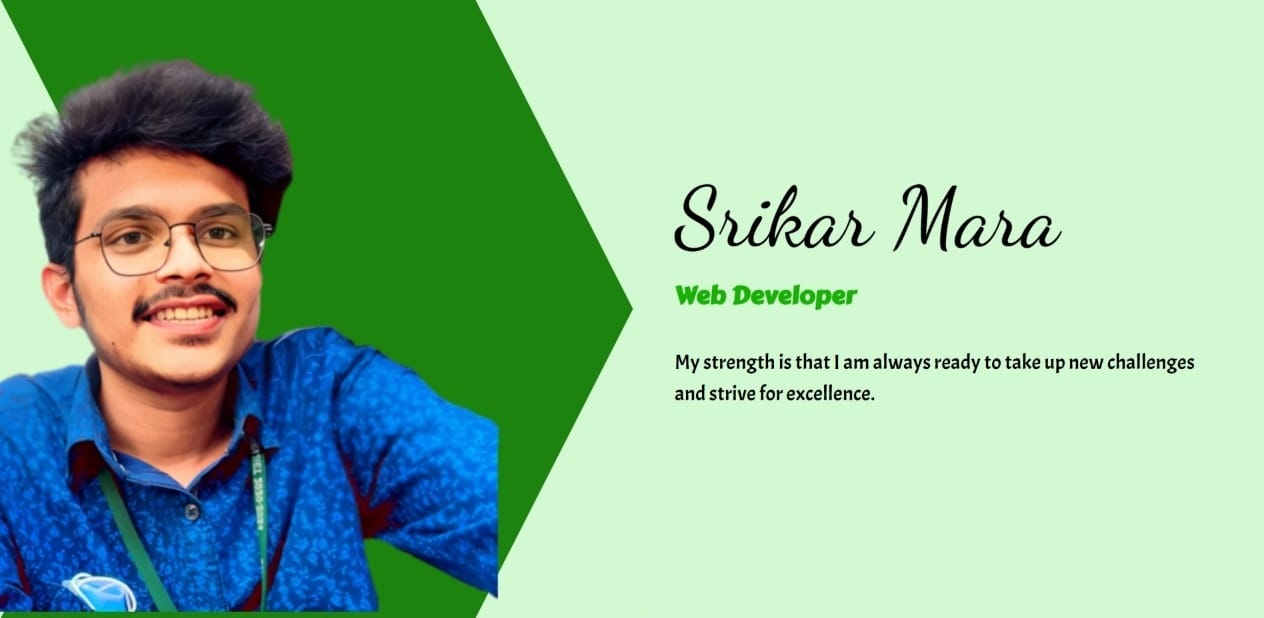 Srikar Mara
Web Developer
My strength is that I am always ready to take up new challenges
and strive for excellence.